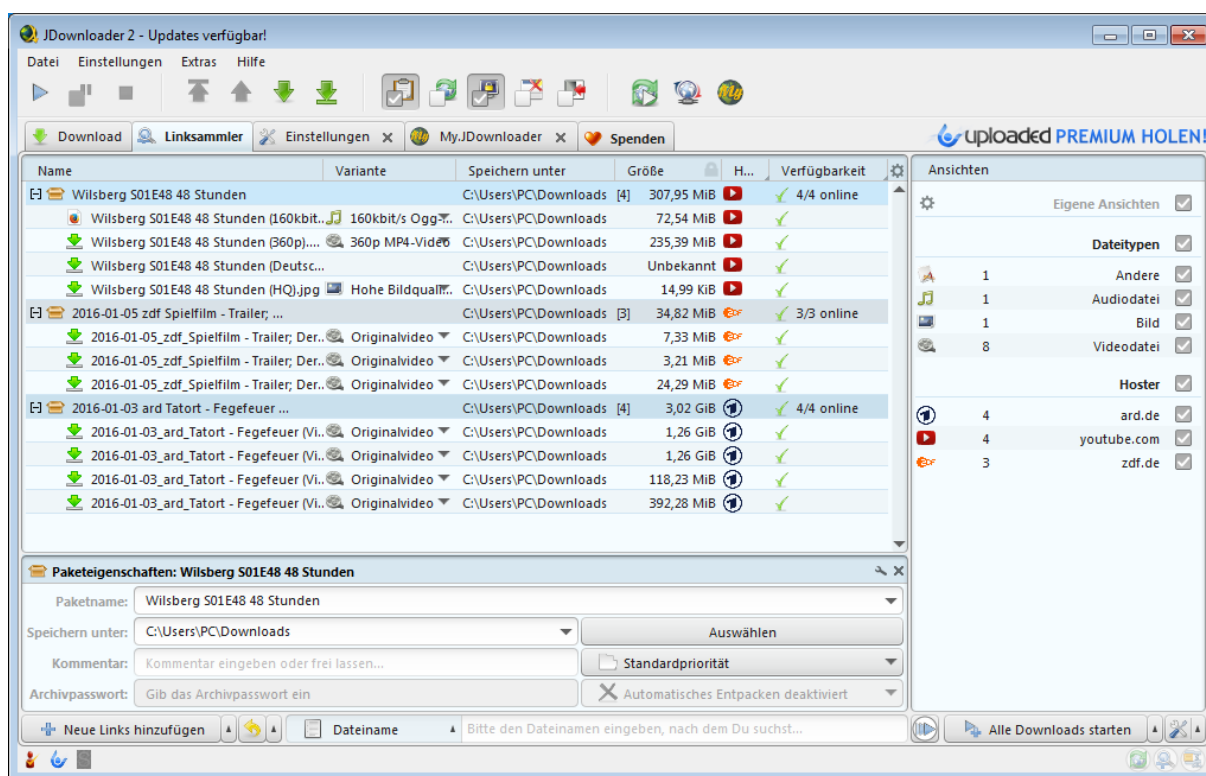 JDownloader 2 - Updates verfügbar!
Datei Einstellungen Extras Hilfe
Download Linksammler Einstellungen My.JDownloader Spenden uploaded PREMIUM HOLEN!
Name Variante Speichern unter Größe H... Verfügbarkeit Ansichten
Wilsberg S01E48 48 Stunden C:\Users\PC\Downloads [4] 307,95 MiB 4/4 online
Eigene Ansichten
Wilsberg S01E48 48 Stunden (160kbit.. 160kbit/s Ogg-.. C:\Users\PC\Downloads 72,54 MiB
Wilsberg S01E48 48 Stunden (360p).... 360p MP4-Video C:\Users\PC\Downloads 235,39 MiB
Dateitypen
Wilsberg S01E48 48 Stunden (Deutsc... C:\Users\PC\Downloads Unbekannt
1 Andere
Wilsberg S01E48 48 Stunden (HQ).jpg Hohe Bildquali.. C:\Users\PC\Downloads 14,99 KiB
1 Audiodatei
2016-01-05 zdf Spielfilm - Trailer; ... C:\Users\PC\Downloads [3] 34,82 MiB ZDF 3/3 online
1 Bild
2016-01-05_zdf_Spielfilm - Trailer; Der.. Originalvideo C:\Users\PC\Downloads 7,33 MiB ZDF
8 Videodatei
2016-01-05_zdf_Spielfilm - Trailer; Der.. Originalvideo C:\Users\PC\Downloads 3,21 MiB ZDF
2016-01-05_zdf_Spielfilm - Trailer; Der.. Originalvideo C:\Users\PC\Downloads 24,29 MiB ZDF
Hoster
2016-01-03 ard Tatort - Fegefeuer ... C:\Users\PC\Downloads [4] 3,02 GiB 4/4 online
4 ard.de
2016-01-03_ard_Tatort - Fegefeuer (Vi.. Originalvideo C:\Users\PC\Downloads 1,26 GiB
4 youtube.com
2016-01-03_ard_Tatort - Fegefeuer (Vi.. Originalvideo C:\Users\PC\Downloads 1,26 GiB
ZDF 3 zdf.de
2016-01-03_ard_Tatort - Fegefeuer (Vi.. Originalvideo C:\Users\PC\Downloads 118,23 MiB
2016-01-03_ard_Tatort - Fegefeuer (Vi.. Originalvideo C:\Users\PC\Downloads 392,28 MiB
Paketeigenschaften: Wilsberg S01E48 48 Stunden
Paketname: Wilsberg S01E48 48 Stunden
Speichern unter: C:\Users\PC\Downloads Auswählen
Kommentar: Kommentar eingeben oder frei lassen... Standardpriorität
Archivpasswort: Gib das Archivpasswort ein Automatisches Entpacken deaktiviert
Neue Links hinzufügen Dateiname Bitte den Dateinamen eingeben, nach dem Du suchst... Alle Downloads starten